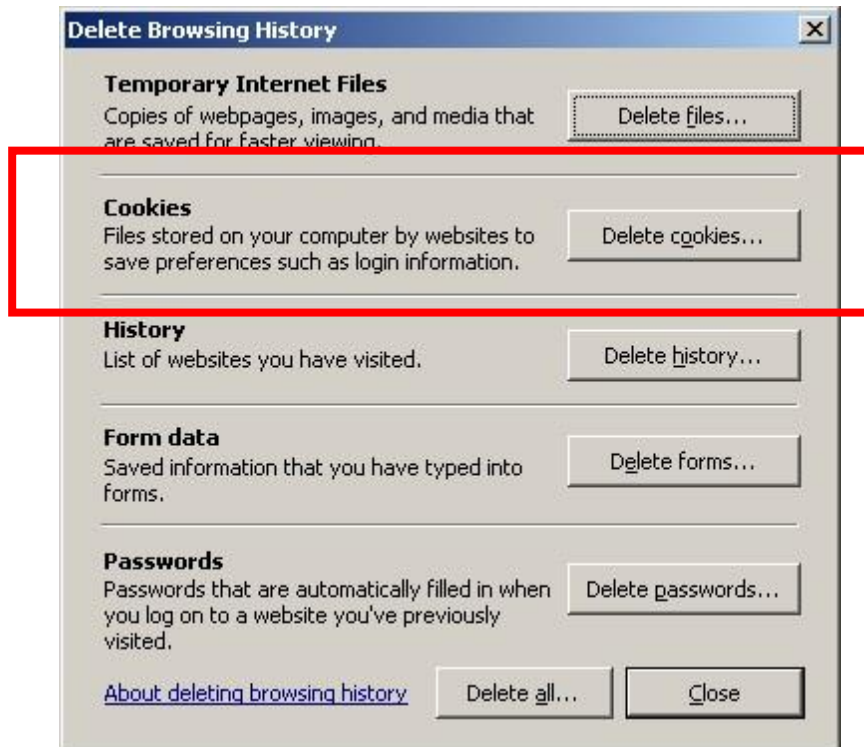 Delete Browsing History
Temporary Internet Files
Copies of webpages, images, and media that
are saved for faster viewing.
Delete files...
Cookies
Files stored on your computer by websites to
save preferences such as login information.
Delete cookies...
History
List of websites you have visited.
Delete history...
Form data
Saved information that you have typed into
forms.
Delete forms...
Passwords
Passwords that are automatically filled in when
you log on to a website you've previously
visited.
Delete passwords...
About deleting browsing history
Delete all...
Close